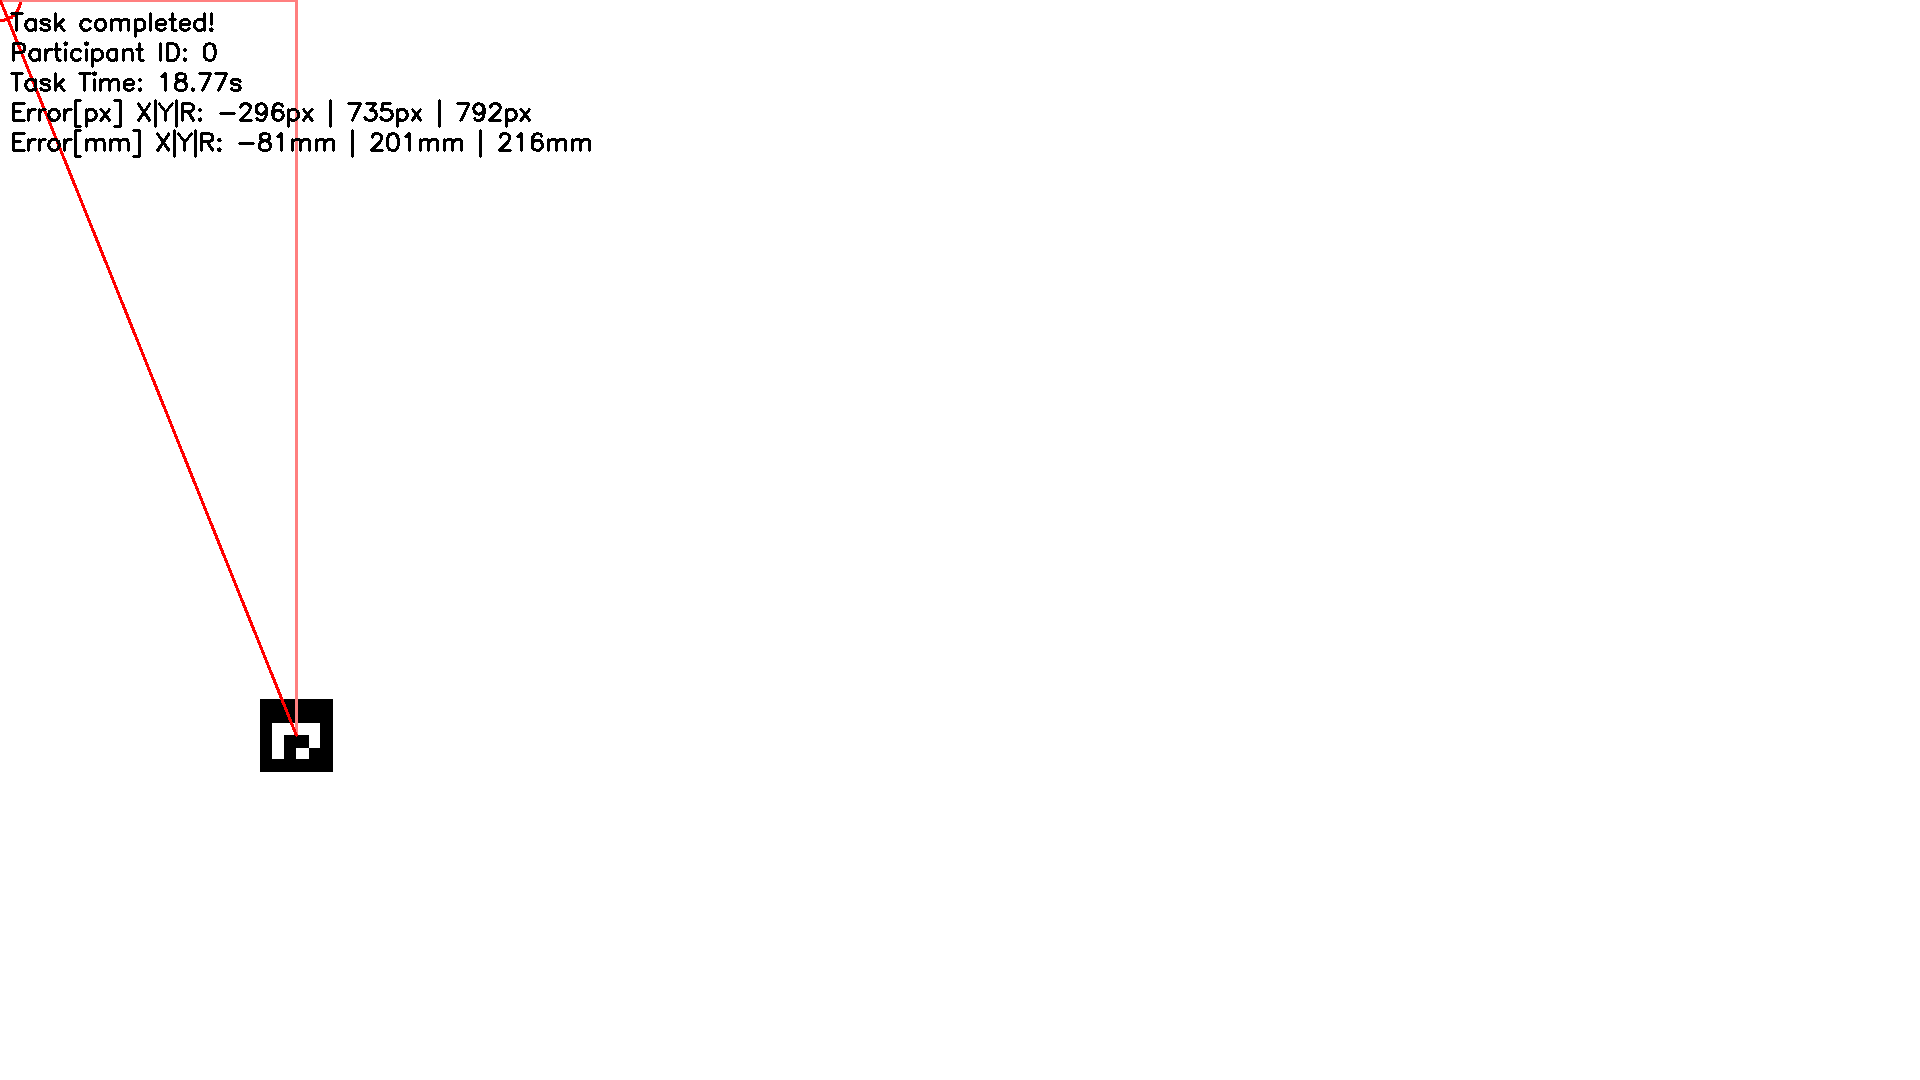 Task completed!
Participant ID: 0
Task Time: 18.77s
Error[px] X|Y|R: -296px | 735px | 792px
Error[mm] X|Y|R: -81mm | 201mm | 216mm